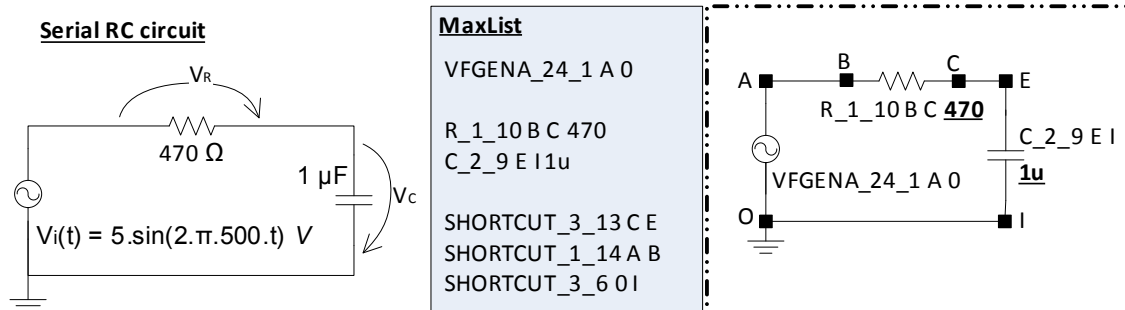 Serial RC circuit
VR
470 Ω
1 µF
VC
Vi(t) = 5.sin(2.π.500.t) V
MaxList
VFGENA_24_1 A 0
R_1_10 B C 470
C_2_9 E I 1u
SHORTCUT_3_13 C E
SHORTCUT_1_14 A B
SHORTCUT_3_6 0 I
A
B
C
E
R_1_10 B C 470
C_2_9 E I
1u
VFGENA_24_1 A 0
O
I